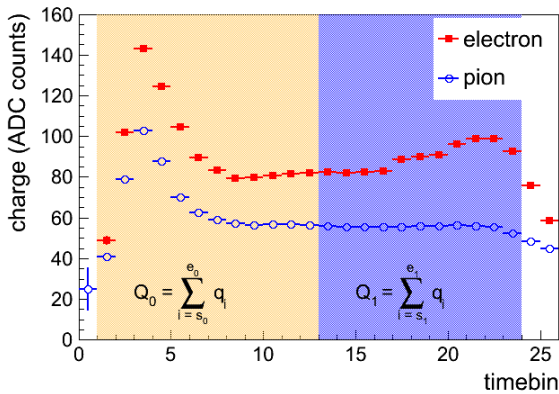 charge (ADC counts)
160
140
120
100
80
60
40
20
0
electron
pion
Q₀ = ∑ᵢ₌ₛ₀^e₀ qᵢ
Q₁ = ∑ᵢ₌ₛ₁^e₁ qᵢ
0 5 10 15 20 25
timebin